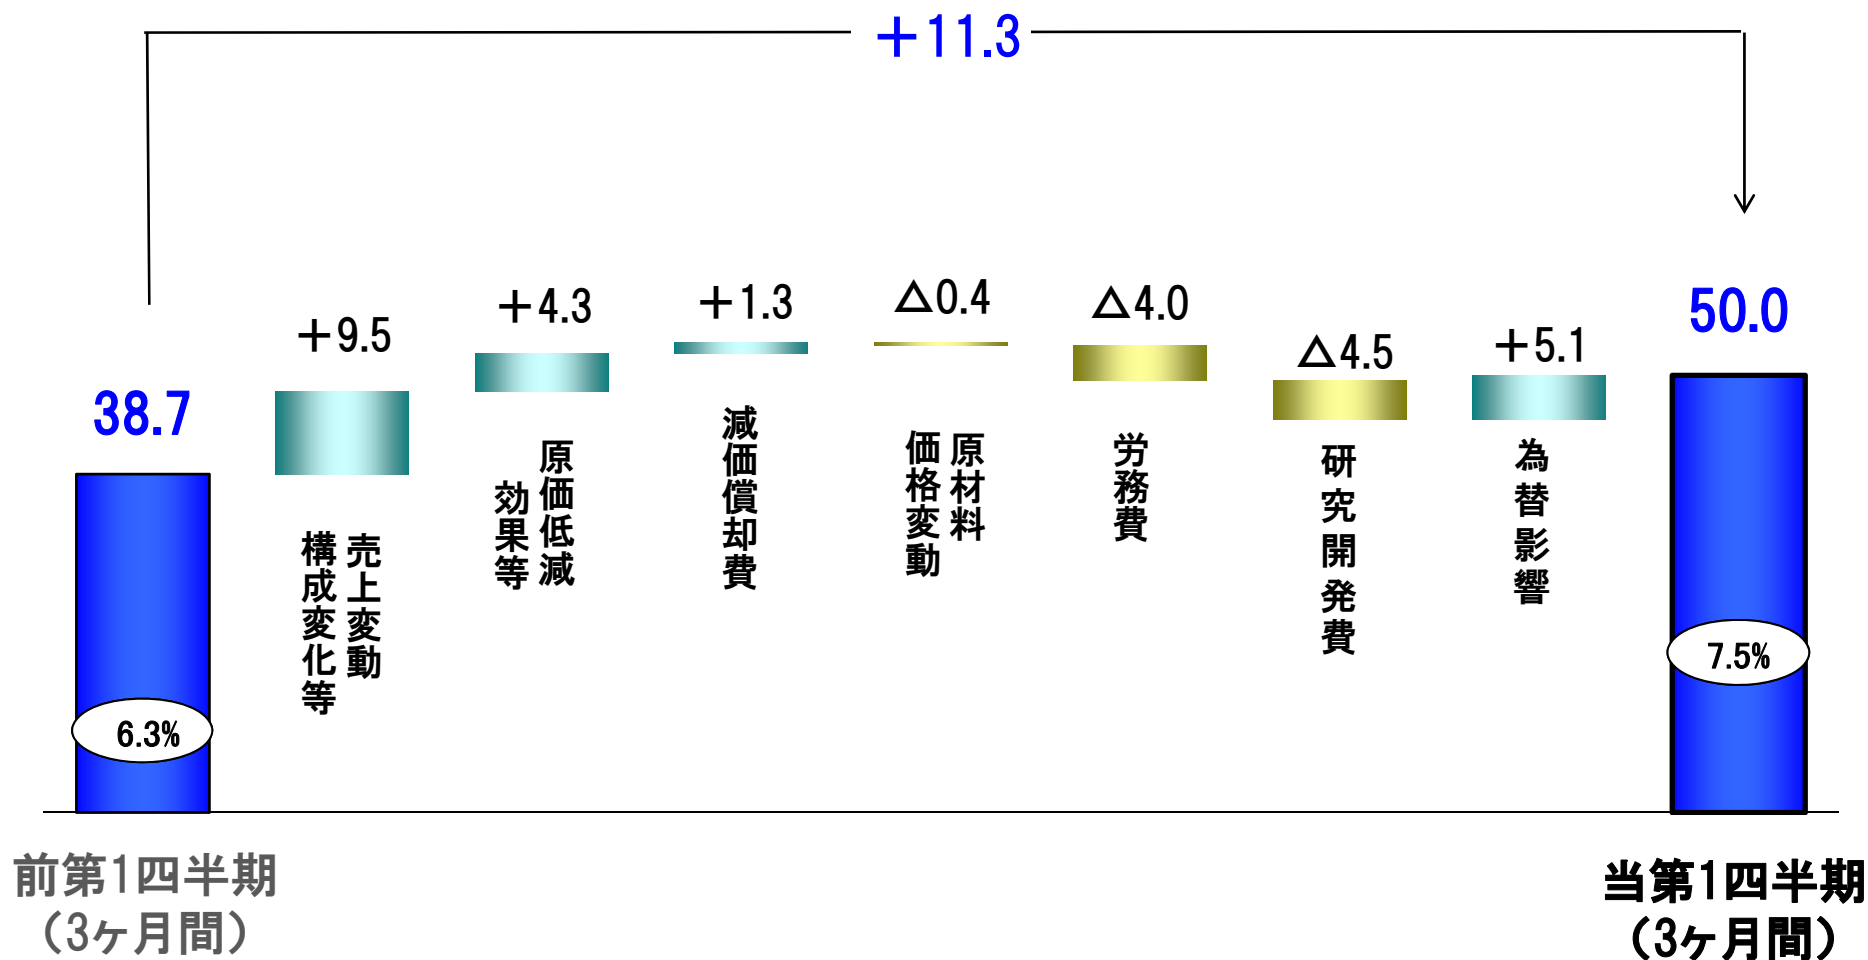 ＋11.3
38.7
6.3%
＋9.5
売上変動
構成変化等
＋4.3
原価低減
効果等
＋1.3
減価償却費
△0.4
原材料
価格変動
△4.0
労務費
△4.5
研究開発費
＋5.1
為替影響
50.0
7.5%
前第1四半期
（3ヶ月間）
当第1四半期
（3ヶ月間）